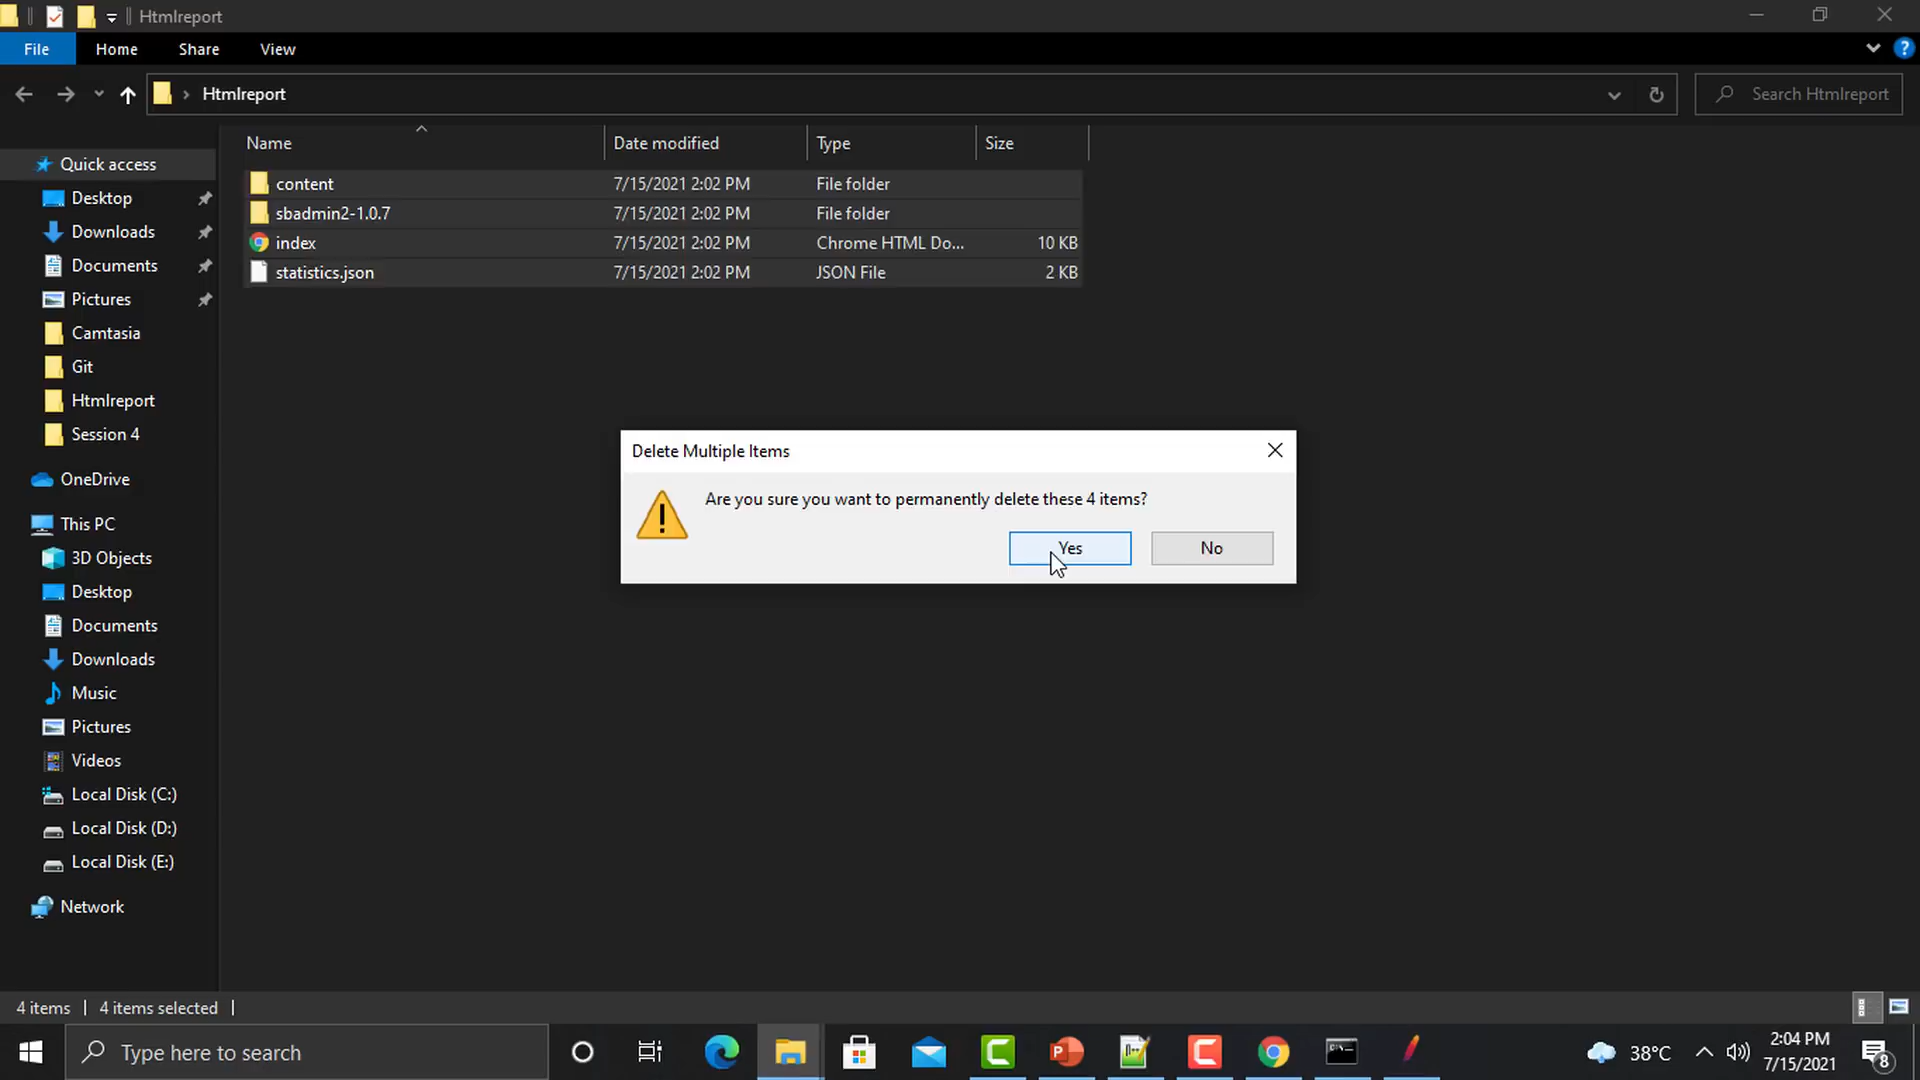 Htmlreport
File
Home
Share
View
Htmlreport
Search Htmlreport
Name
Date modified
Type
Size
content
7/15/2021 2:02 PM
File folder
sbadmin2-1.0.7
7/15/2021 2:02 PM
File folder
index
7/15/2021 2:02 PM
Chrome HTML Do...
10 KB
statistics.json
7/15/2021 2:02 PM
JSON File
2 KB
Quick access
Desktop
Downloads
Documents
Pictures
Camtasia
Git
Htmlreport
Session 4
OneDrive
This PC
3D Objects
Desktop
Documents
Downloads
Music
Pictures
Videos
Local Disk (C:)
Local Disk (D:)
Local Disk (E:)
Network
Delete Multiple Items
Are you sure you want to permanently delete these 4 items?
Yes
No
4 items
4 items selected
Type here to search
38°C
2:04 PM
7/15/2021
8